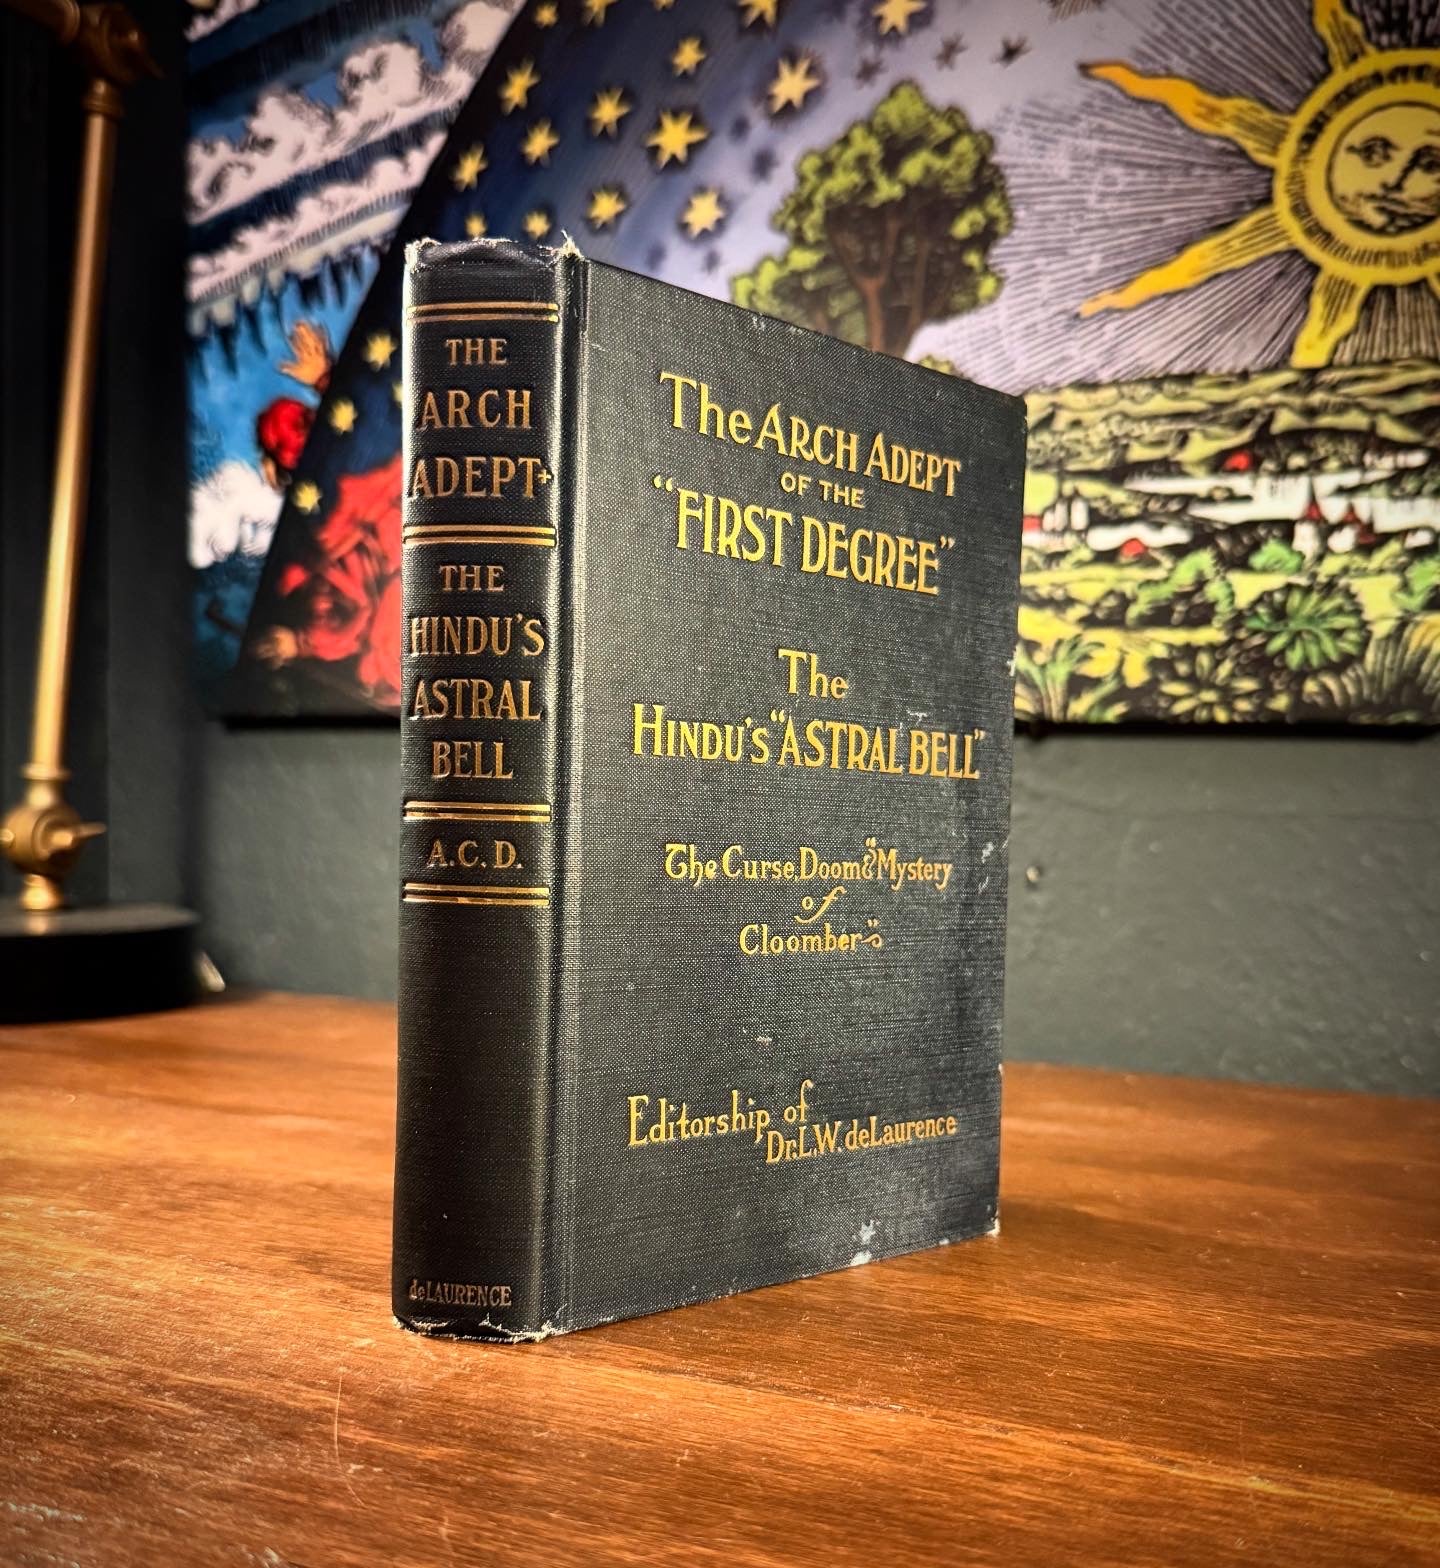 THE
ARCH
ADEPT
THE
HINDU'S
ASTRAL
BELL
A.C.D.
deLAURENCE
The ARCH ADEPT
OF THE
"FIRST DEGREE"
The
HINDU'S "ASTRAL BELL"
The Curse, Doom & "Mystery
of
Cloomber"
Editorship of
Dr. L.W. deLaurence